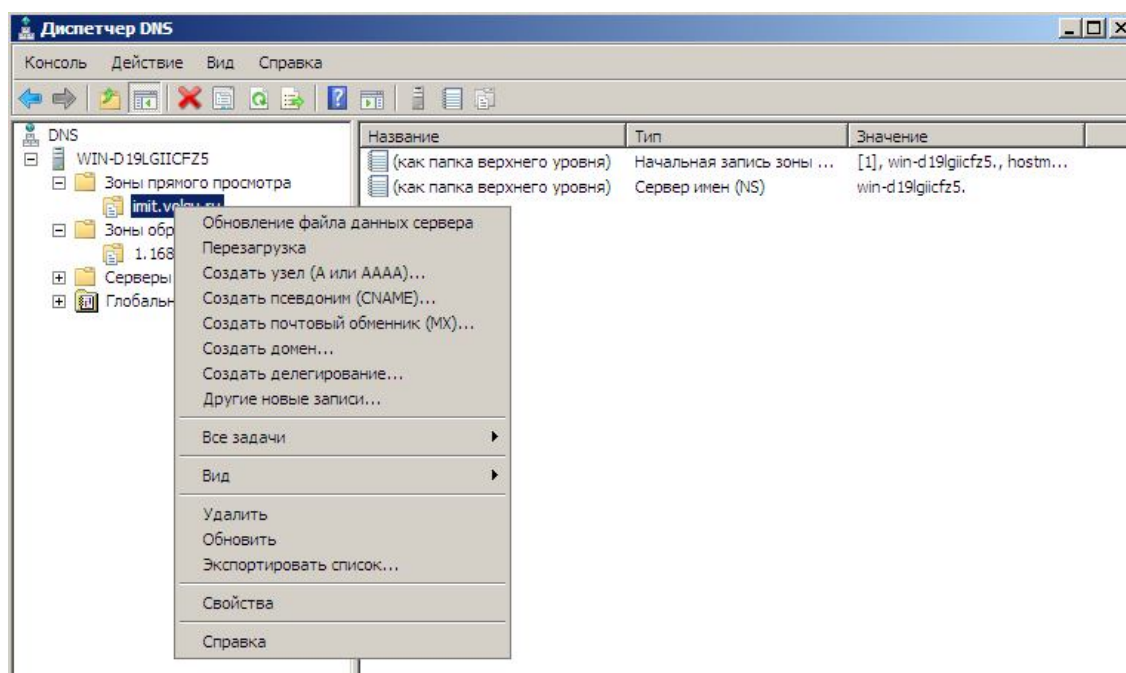 Диспетчер DNS
Консоль Действие Вид Справка
DNS
WIN-D19LGIICFZ5
Зоны прямого просмотра
imit.volgu.ru
Зоны обр
1.168
Серверы
Глобальн
Название Тип Значение
(как папка верхнего уровня) Начальная запись зоны ... [1], win-d19lgiicfz5., hostm...
(как папка верхнего уровня) Сервер имен (NS) win-d19lgiicfz5.
Обновление файла данных сервера
Перезагрузка
Создать узел (A или AAAA)...
Создать псевдоним (CNAME)...
Создать почтовый обменник (MX)...
Создать домен...
Создать делегирование...
Другие новые записи...
Все задачи
Вид
Удалить
Обновить
Экспортировать список...
Свойства
Справка